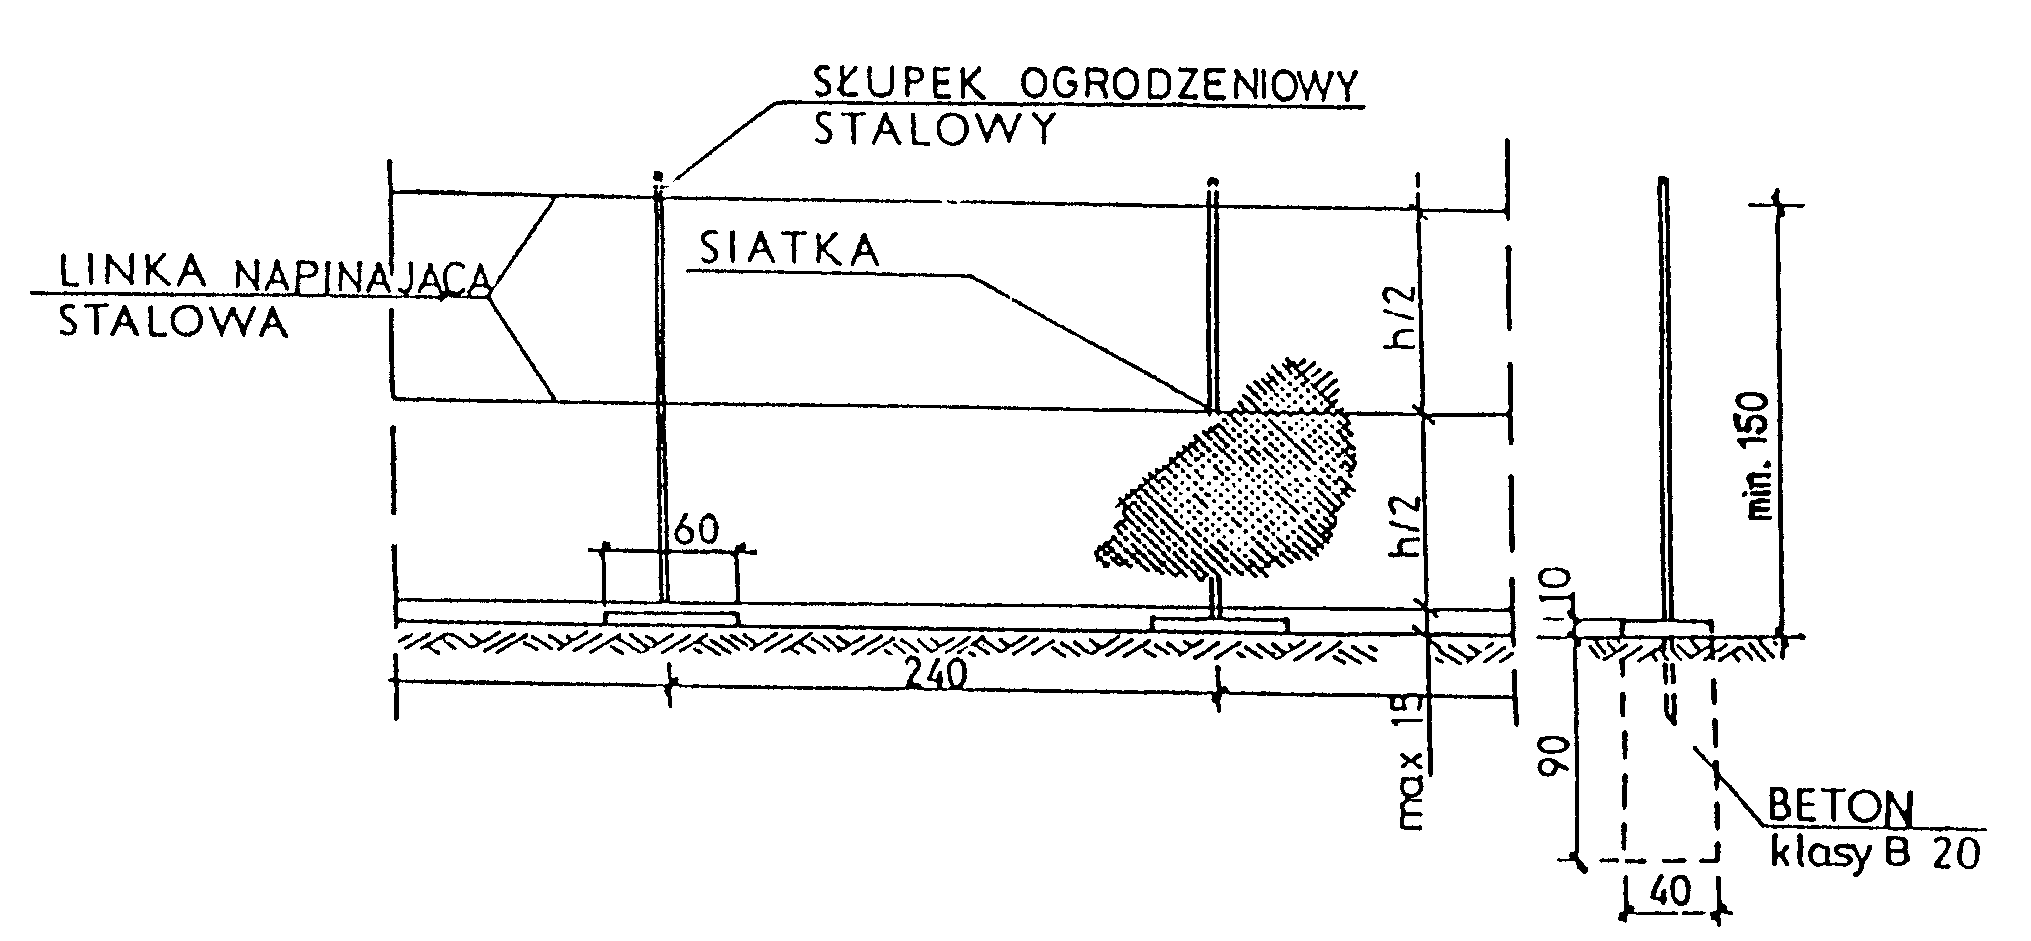 SŁUPEK OGRODZENIOWY
STALOWY
LINKA NAPINAJĄCA
STALOWA
SIATKA
h/2
h/2
60
240
max 15
min. 150
10
90
40
BETON
klasy B 20